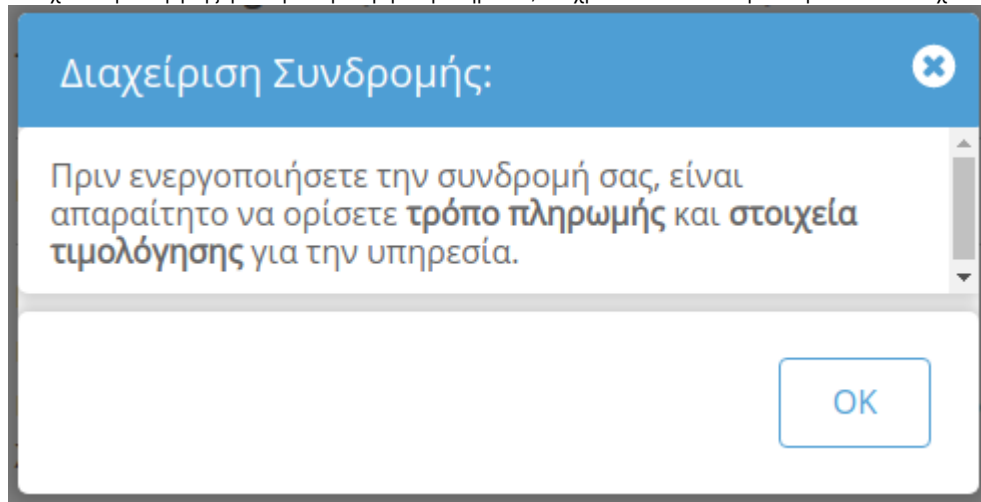 Διαχείριση Συνδρομής:
Πριν ενεργοποιήσετε την συνδρομή σας, είναι
απαραίτητο να ορίσετε τρόπο πληρωμής και στοιχεία
τιμολόγησης για την υπηρεσία.
OK